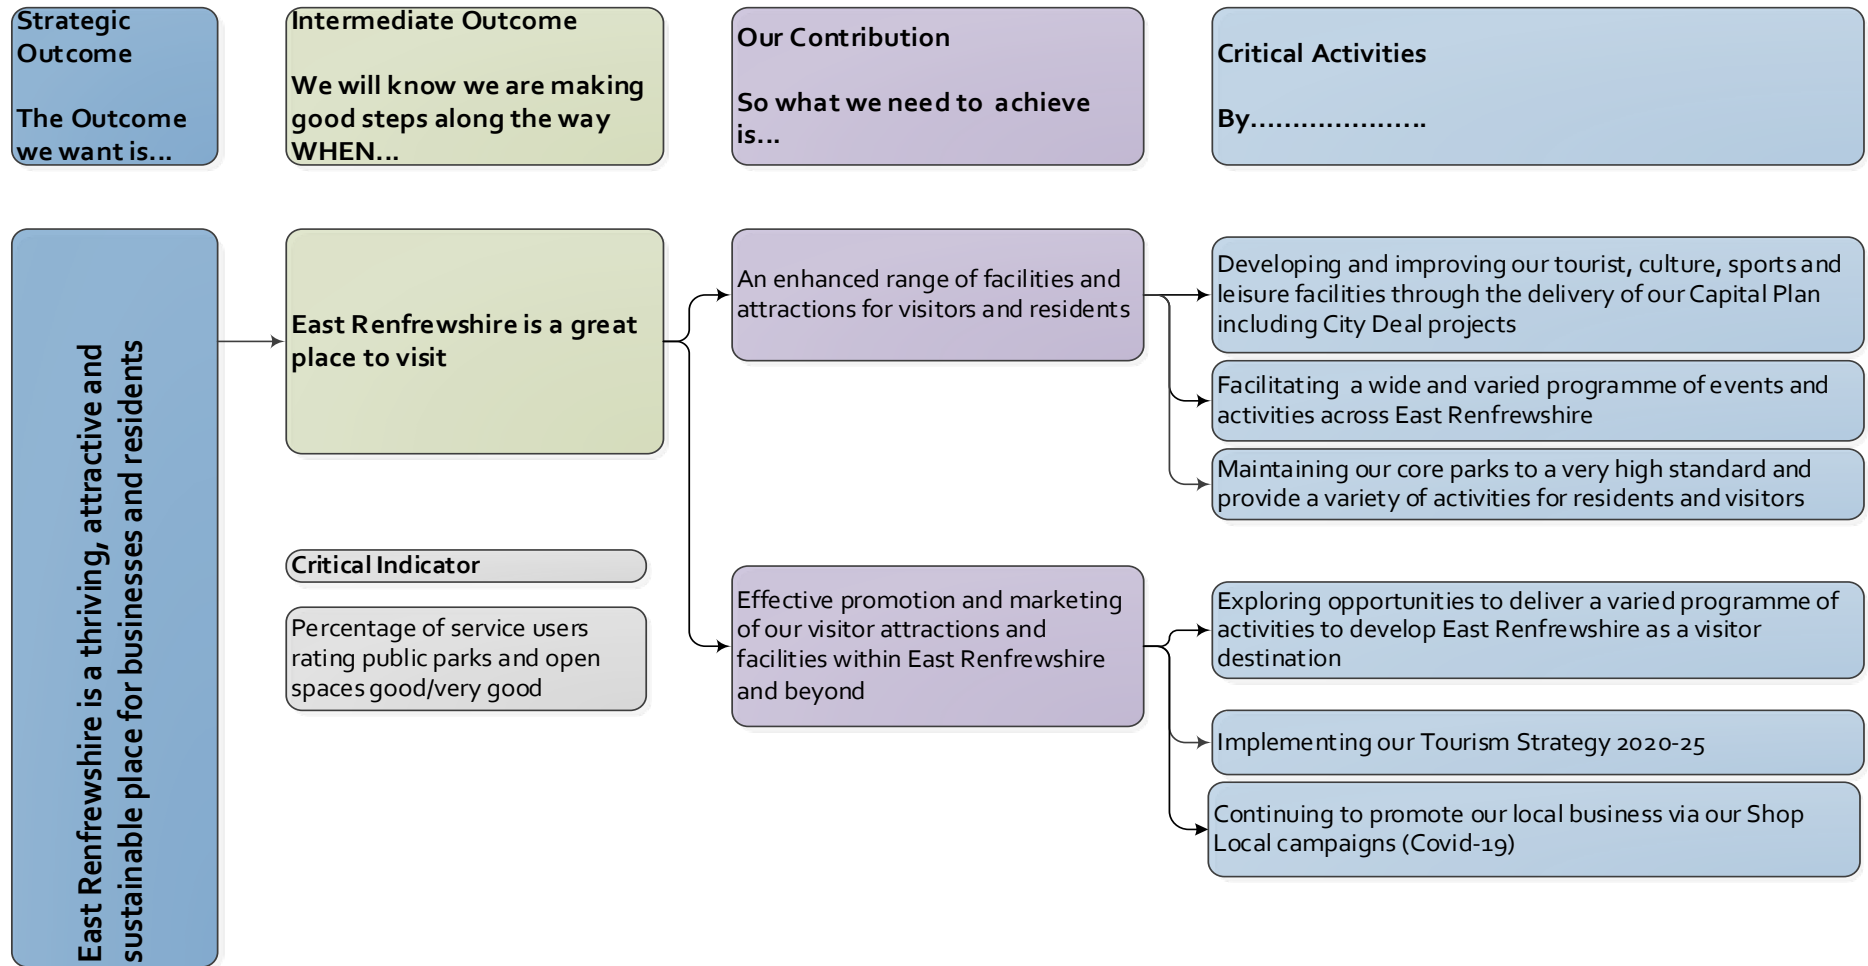 Strategic
Outcome
The Outcome
we want is...
Intermediate Outcome
We will know we are making
good steps along the way
WHEN...
Our Contribution
So what we need to achieve
is...
Critical Activities
By.....................
East Renfrewshire is a thriving, attractive and
sustainable place for businesses and residents
East Renfrewshire is a great
place to visit
Critical Indicator
Percentage of service users
rating public parks and open
spaces good/very good
An enhanced range of facilities and
attractions for visitors and residents
Developing and improving our tourist, culture, sports and
leisure facilities through the delivery of our Capital Plan
including City Deal projects
Facilitating a wide and varied programme of events and
activities across East Renfrewshire
Maintaining our core parks to a very high standard and
provide a variety of activities for residents and visitors
Effective promotion and marketing
of our visitor attractions and
facilities within East Renfrewshire
and beyond
Exploring opportunities to deliver a varied programme of
activities to develop East Renfrewshire as a visitor
destination
Implementing our Tourism Strategy 2020-25
Continuing to promote our local business via our Shop
Local campaigns (Covid-19)